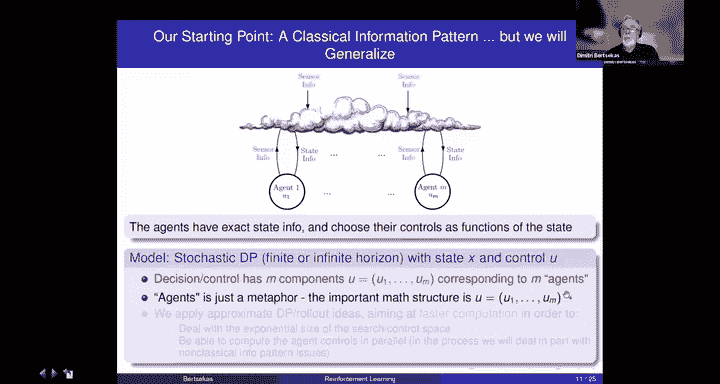 Our Starting Point: A Classical Information Pattern ... but we will
Generalize
Dimitri Bertsekas
Dimitri Bertsekas
Sensor
Info
Sensor
Info
Sensor
Info
State
Info
...
...
Sensor
Info
State
Info
Agent 1
u1
...
...
Agent m
um
The agents have exact state info, and choose their controls as functions of the state
Model: Stochastic DP (finite or infinite horizon) with state x and control u
Decision/control has m components u = (u1, . . . , um) corresponding to m “agents”
“Agents” is just a metaphor - the important math structure is u = (u1, . . . , um)
We apply approximate DP/rollout ideas, aiming at faster computation in order to:
Deal with the exponential size of the search/control space
Be able to compute the agent controls in parallel (in the process we will deal in part with
nonclassical info pattern issues)
Bertsekas
Reinforcement Learning
11 / 25